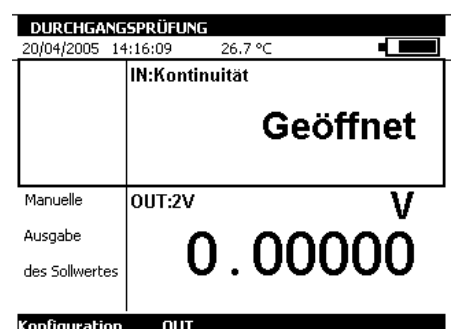 DURCHGANGSPRÜFUNG
20/04/2005 14:16:09 26.7 °C
IN:Kontinuität
Geöffnet
Manuelle
Ausgabe
des Sollwertes
OUT:2V V
0.00000
Konfiguration OUT